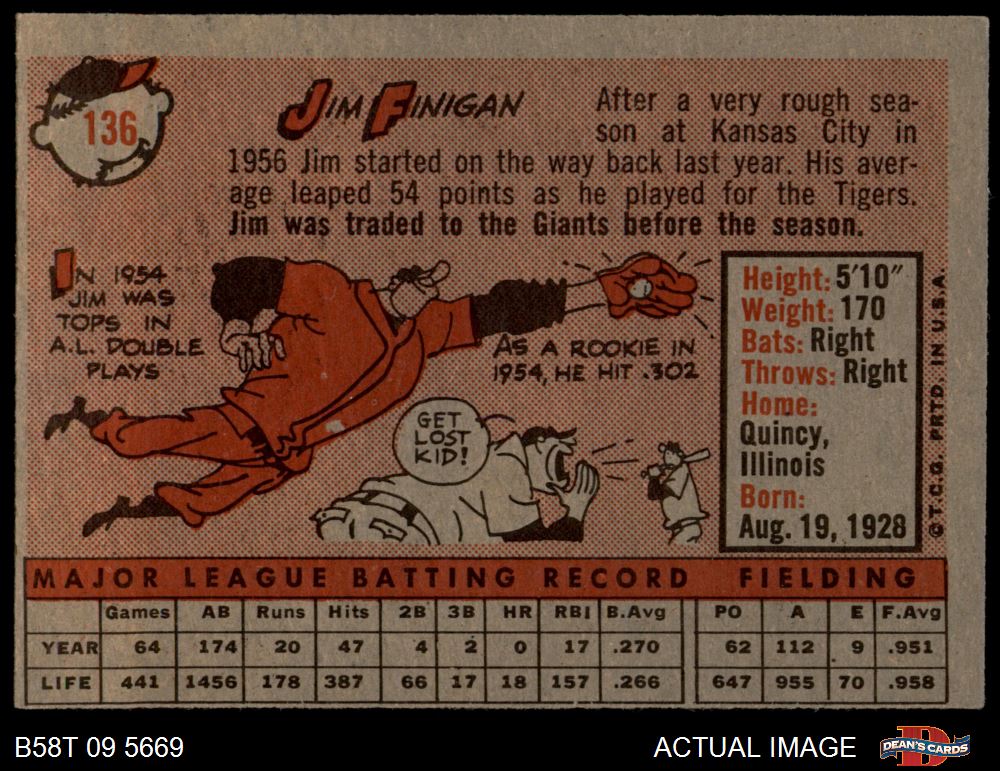 136
JIM FINIGAN
After a very rough sea-
son at Kansas City in
1956 Jim started on the way back last year. His aver-
age leaped 54 points as he played for the Tigers.
Jim was traded to the Giants before the season.
IN 1954
JIM WAS
TOPS IN
A.L. DOUBLE
PLAYS
AS A ROOKIE IN
1954, HE HIT .302
GET
LOST
KID!
Height: 5'10"
Weight: 170
Bats: Right
Throws: Right
Home:
Quincy,
Illinois
Born:
Aug. 19, 1928
© T.C.G. PRTD. IN U.S.A.
MAJOR LEAGUE BATTING RECORD FIELDING
Games AB Runs Hits 2B 3B HR RBI B.Avg PO A E F.Avg
YEAR 64 174 20 47 4 2 0 17 .270 62 112 9 .951
LIFE 441 1456 178 387 66 17 18 157 .266 647 955 70 .958
B58T 09 5669
ACTUAL IMAGE
DEAN'S CARDS